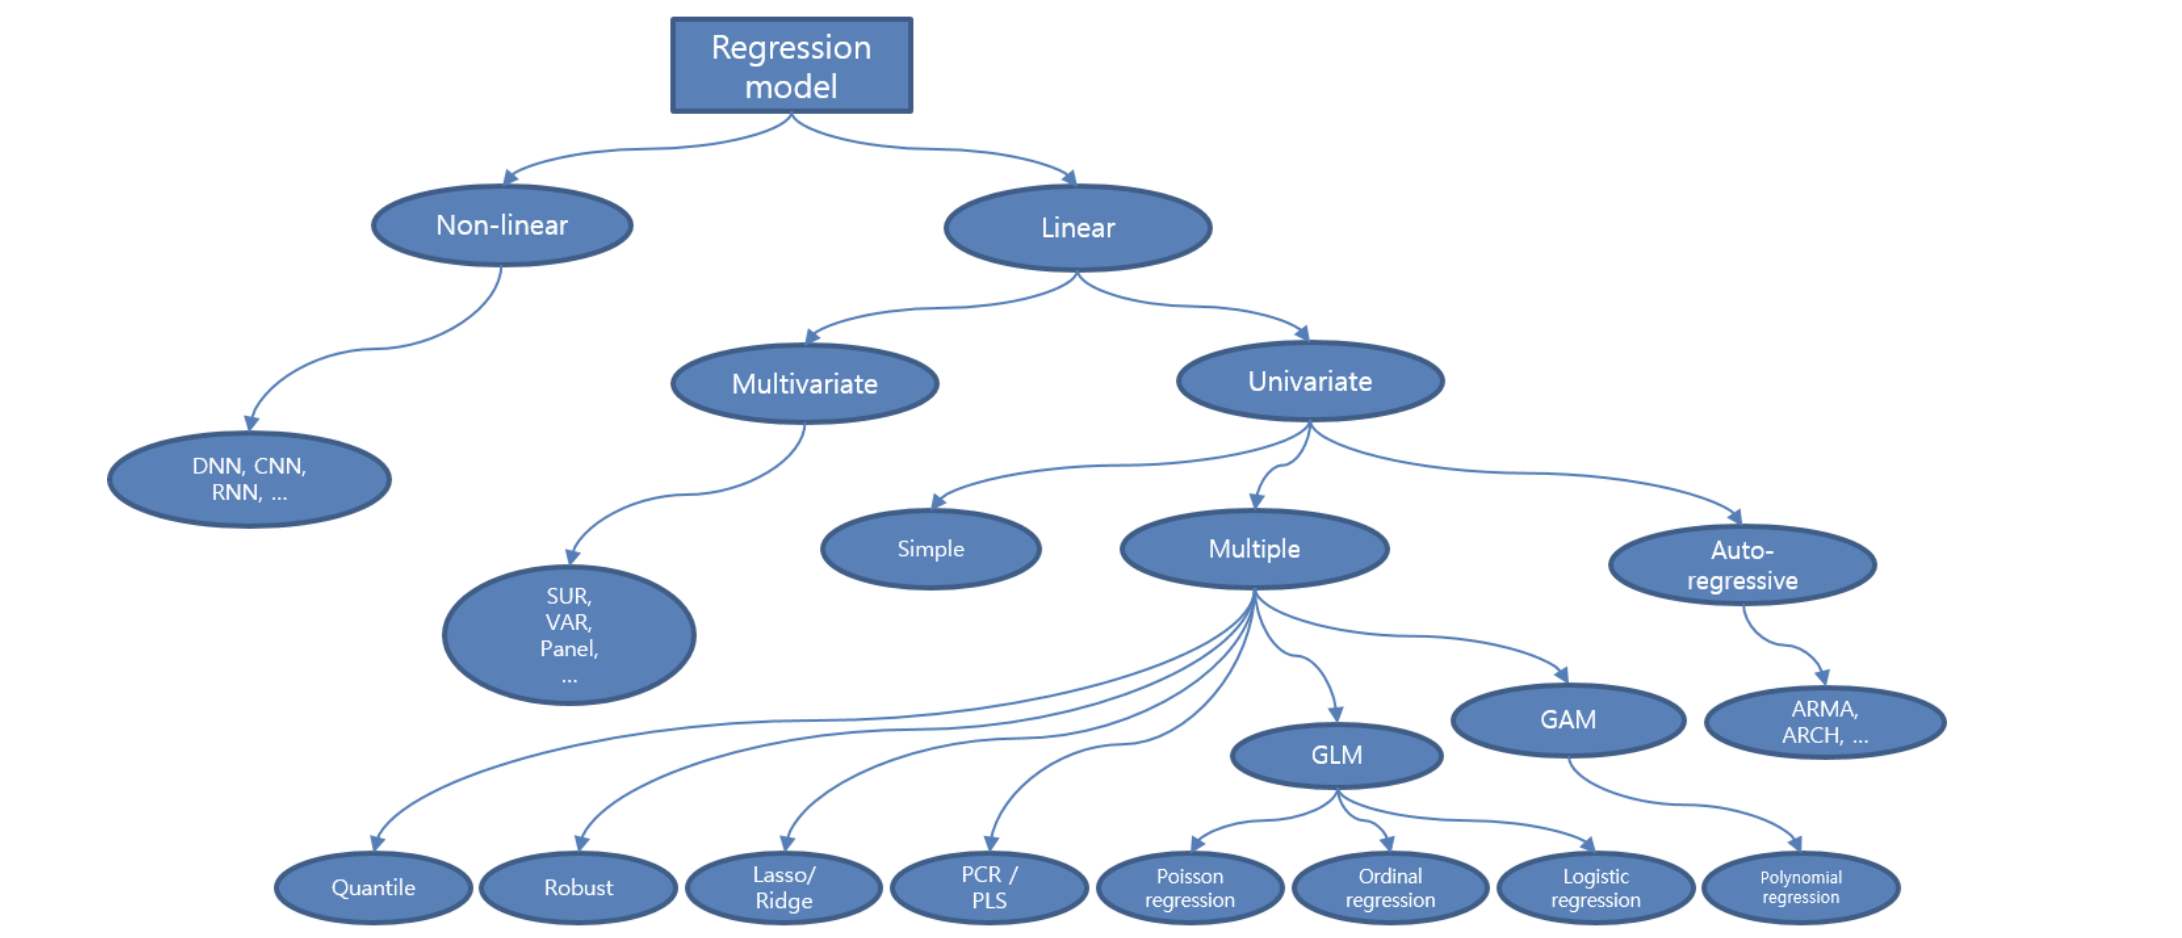 Regression
model
Non-linear
Linear
Multivariate
Univariate
DNN, CNN,
RNN, ...
Simple
Multiple
Auto-
regressive
SUR,
VAR,
Panel,
...
GLM
GAM
ARMA,
ARCH, ...
Quantile
Robust
Lasso/
Ridge
PCR /
PLS
Poisson
regression
Ordinal
regression
Logistic
regression
Polynomial
regression